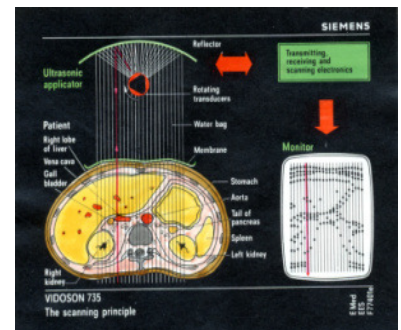 SIEMENS
Reflector
Transmitting,
receiving and
scanning electronics
Ultrasonic
applicator
Rotating
transducers
Patient
Water bag
Right lobe
of liver
Monitor
Vena cava
Membrane
Gall
bladder
Stomach
Aorta
Tail of
pancreas
Spleen
Left kidney
Right
kidney
VIDOSON 735
The scanning principle
E Med
EES